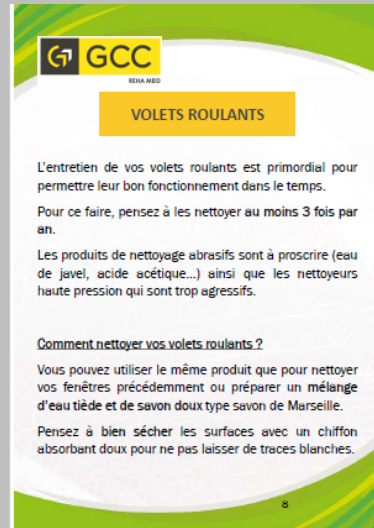 GCC
REHA MED
VOLETS ROULANTS
L'entretien de vos volets roulants est primordial pour
permettre leur bon fonctionnement dans le temps.
Pour ce faire, pensez à les nettoyer au moins 3 fois par
an.
Les produits de nettoyage abrasifs sont à proscrire (eau
de javel, acide acétique...) ainsi que les nettoyeurs
haute pression qui sont trop agressifs.
Comment nettoyer vos volets roulants ?
Vous pouvez utiliser le même produit que pour nettoyer
vos fenêtres précédemment ou préparer un mélange
d'eau tiède et de savon doux type savon de Marseille.
Pensez à bien sécher les surfaces avec un chiffon
absorbant doux pour ne pas laisser de traces blanches.
8